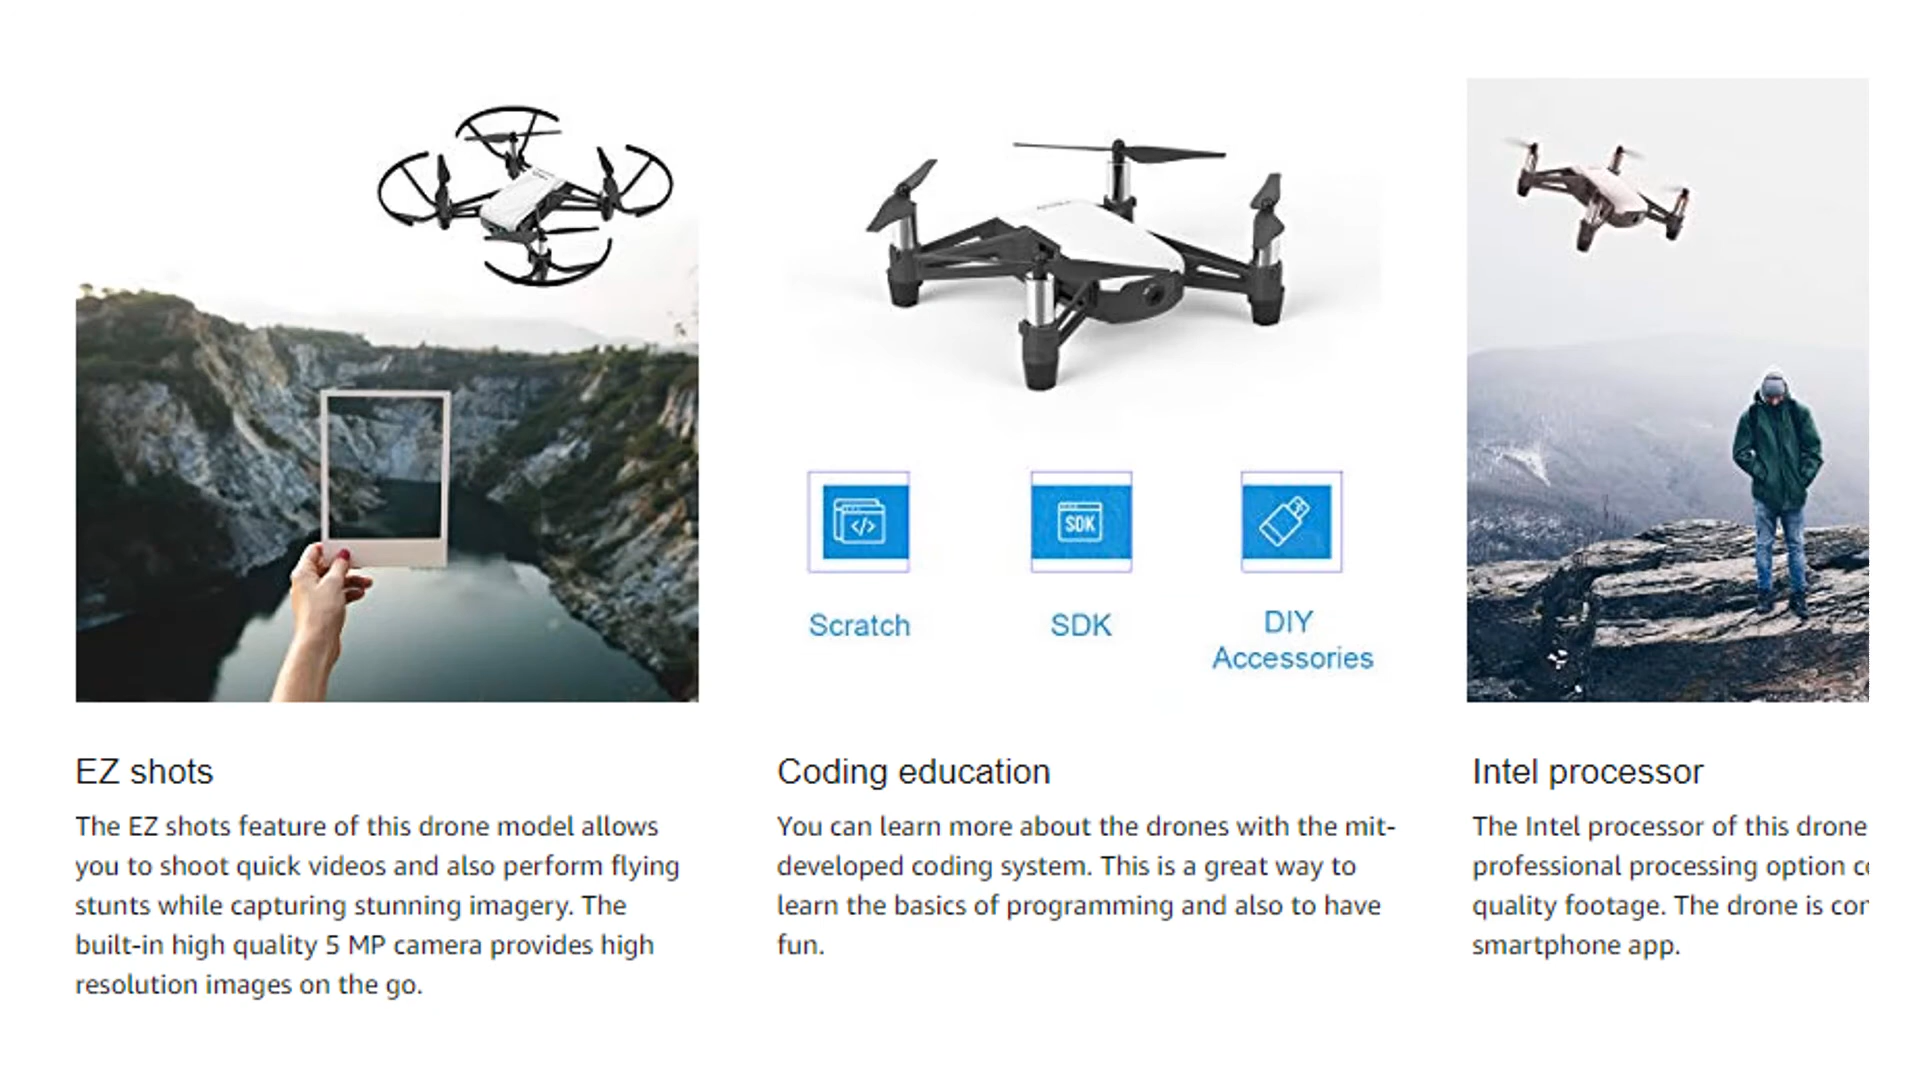 SDK
Scratch
SDK
DIY
Accessories
EZ shots
The EZ shots feature of this drone model allows
you to shoot quick videos and also perform flying
stunts while capturing stunning imagery. The
built-in high quality 5 MP camera provides high
resolution images on the go.
Coding education
You can learn more about the drones with the mit-
developed coding system. This is a great way to
learn the basics of programming and also to have
fun.
Intel processor
The Intel processor of this drone
professional processing option
quality footage. The drone is
smartphone app.